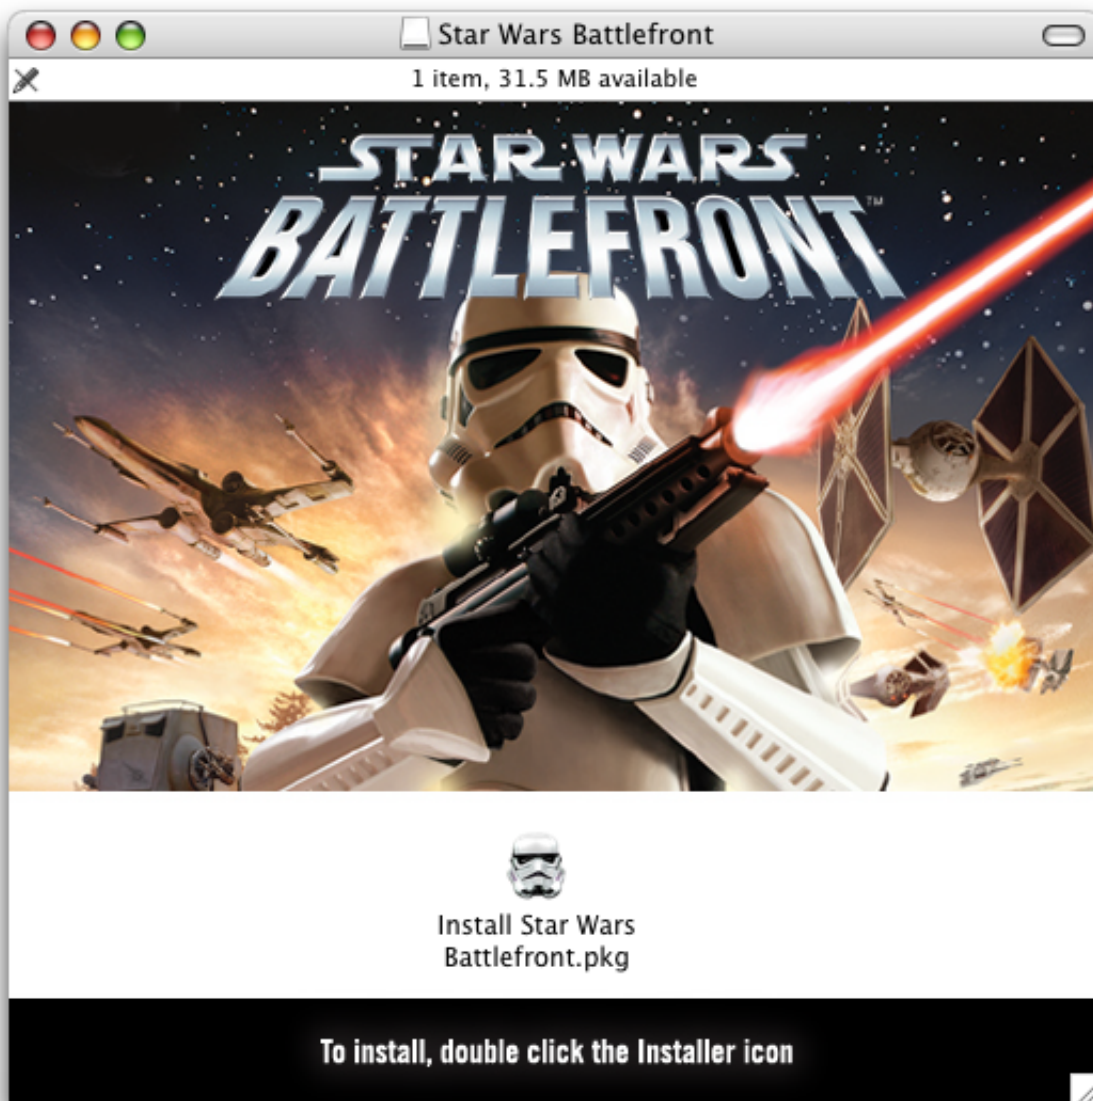 Star Wars Battlefront
1 item, 31.5 MB available
STAR WARS
BATTLEFRONT™
Install Star Wars
Battlefront.pkg
To install, double click the Installer icon